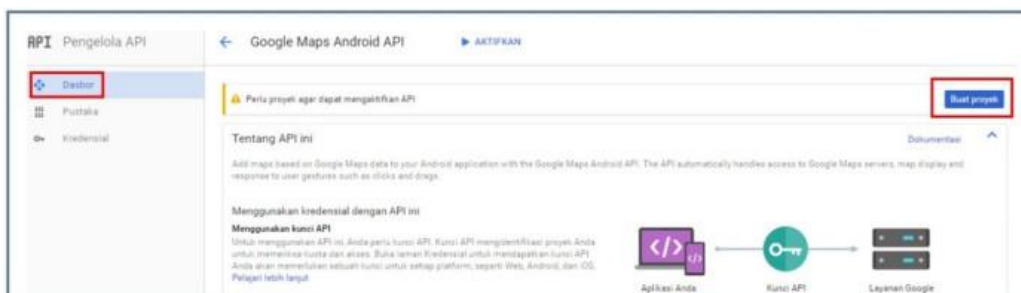 API Pengelola API
← Google Maps Android API
▶ AKTIFKAN
Dasbor
Pustaka
Kredensial
Perlu proyek agar dapat mengaktifkan API
Buat proyek
Tentang API ini
Dokumentasi
Add maps based on Google Maps data to your Android application with the Google Maps Android API. The API automatically handles access to Google Maps servers, map display and
response to user gestures such as clicks and drags.
Menggunakan kredensial dengan API ini
Menggunakan kunci API
Untuk menggunakan API ini, Anda perlu kunci API. Kunci API mengidentifikasi proyek Anda
untuk memeriksa kuota dan akses. Buka laman Kredensial untuk mendapatkan kunci API.
Anda akan memerlukan sebuah kunci untuk setiap platform, seperti Web, Android, dan iOS.
Pelajari lebih lanjut
</>
Aplikasi Anda
Kunci API
Layanan Google